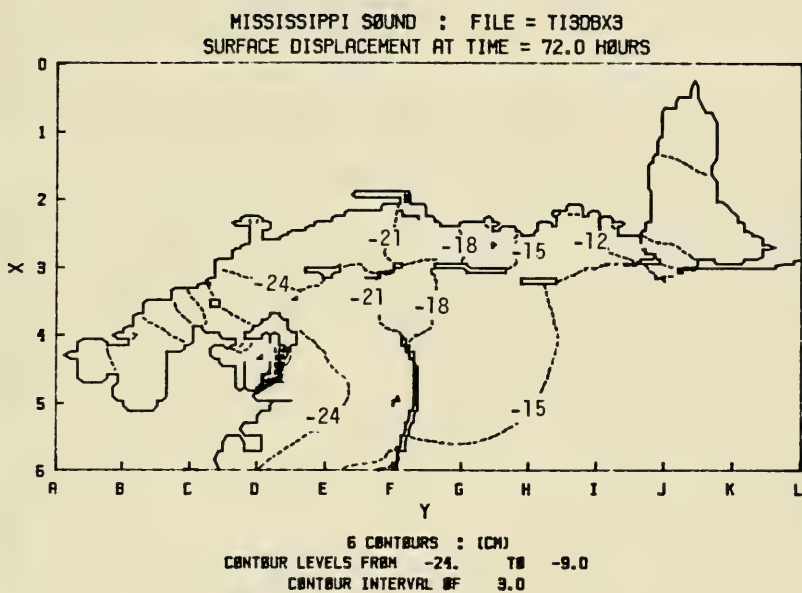 MISSISSIPPI SØUND : FILE = TI3DBX3
SURFACE DISPLACEMENT AT TIME = 72.0 HØURS
0
1
2
-21
-18
-15
-12
X
3
-24
-21
-18
4
5
-24
-15
6
A B C D E F G H I J K L
Y
6 CØNTØURS : (CM)
CØNTØUR LEVELS FRØM -24. TØ -9.0
CØNTØUR INTERVAL ØF 3.0